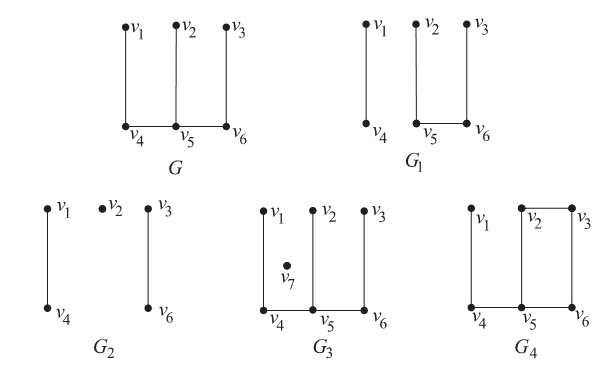 v₁ v₂ v₃
v₄ v₅ v₆
G
v₁ v₂ v₃
v₄ v₅ v₆
G₁
v₁ v₂ v₃
v₄ v₆
G₂
v₁ v₂ v₃
v₇
v₄ v₅ v₆
G₃
v₁ v₂ v₃
v₄ v₅ v₆
G₄